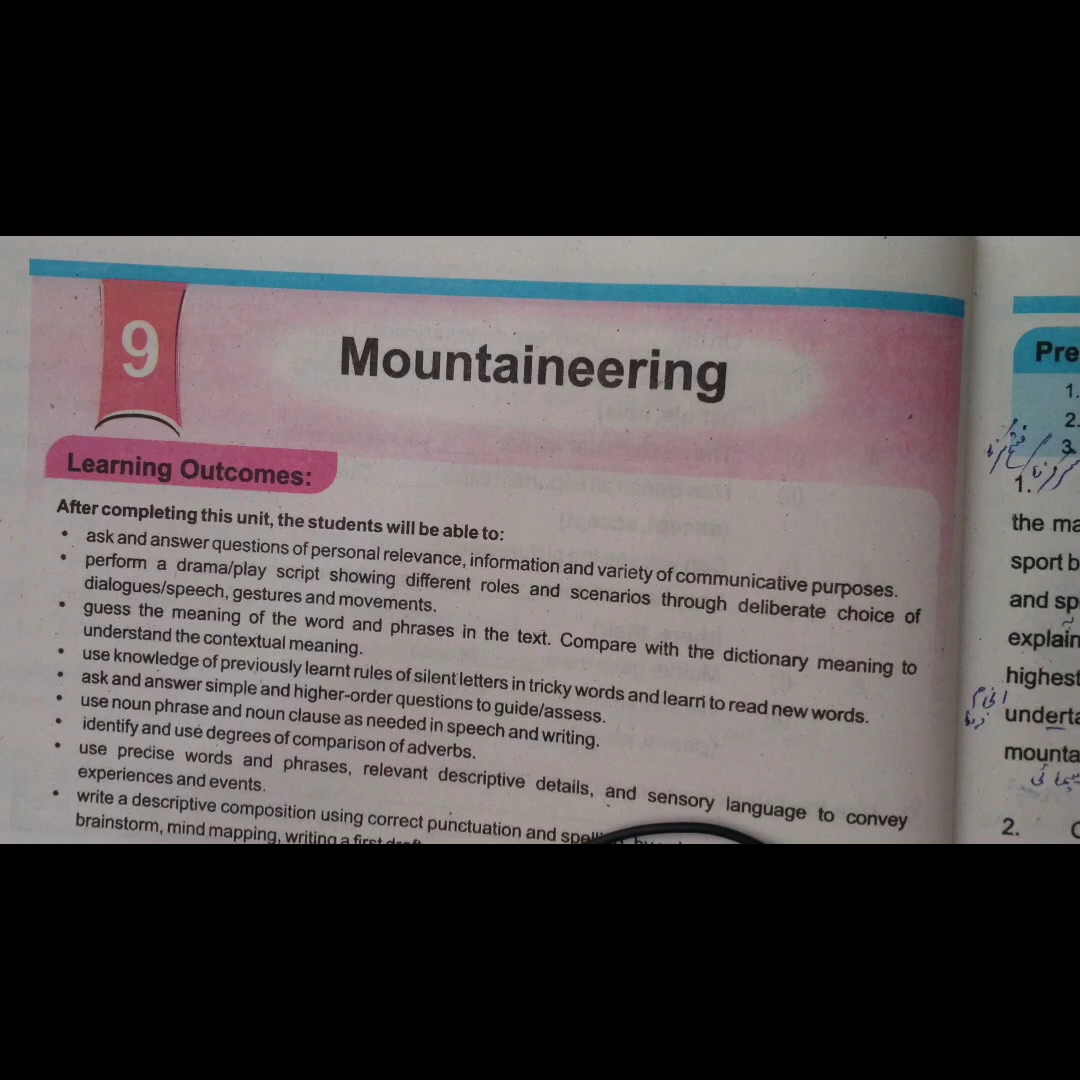 9
Mountaineering
Learning Outcomes:
After completing this unit, the students will be able to:
• ask and answer questions of personal relevance, information and variety of communicative purposes.
• perform a drama/play script showing different roles and scenarios through deliberate choice of
dialogues/speech, gestures and movements.
• guess the meaning of the word and phrases in the text. Compare with the dictionary meaning to
understand the contextual meaning.
• use knowledge of previously learnt rules of silent letters in tricky words and learn to read new words.
• ask and answer simple and higher-order questions to guide/assess.
• use noun phrase and noun clause as needed in speech and writing.
• identify and use degrees of comparison of adverbs.
• use precise words and phrases, relevant descriptive details, and sensory language to convey
experiences and events.
• write a descriptive composition using correct punctuation and
brainstorm, mind mapping, writing a first
Pre
1.
2.
3.
1.
the ma
sport b
and sp
explain
highest
underta
mounta
2.